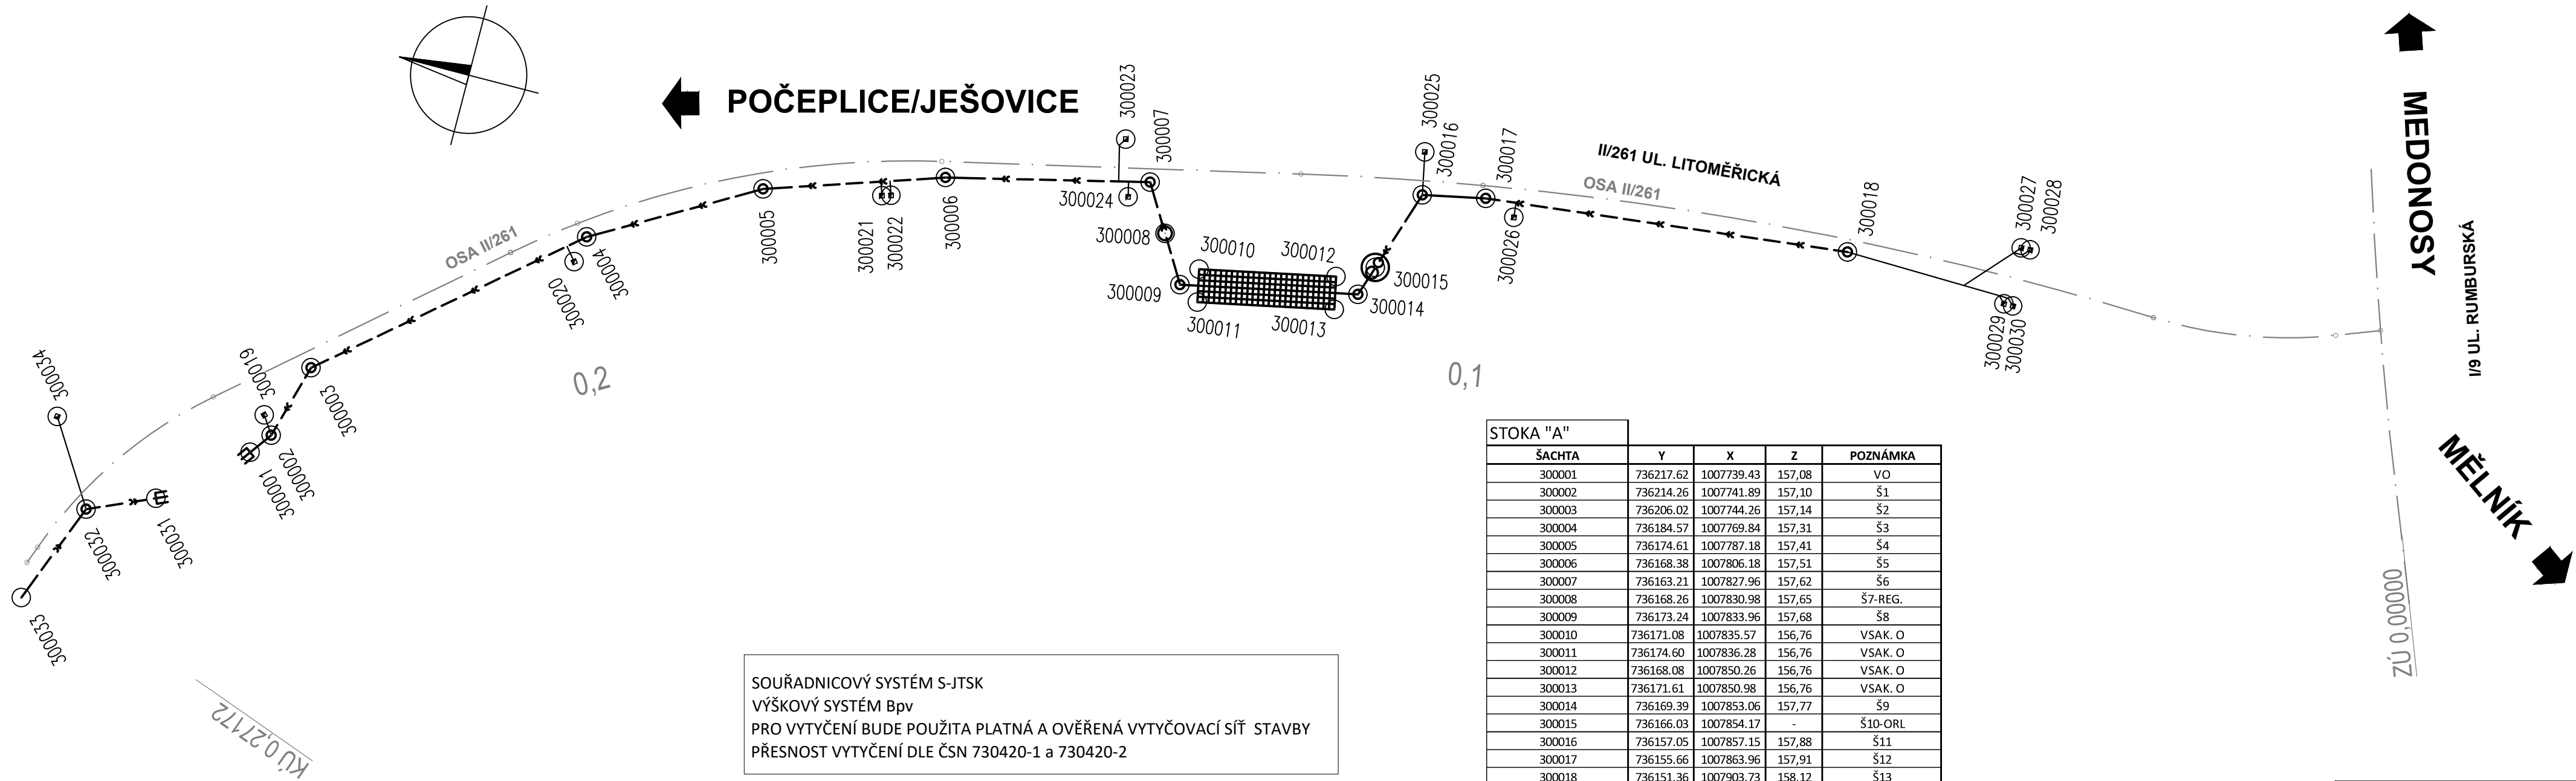 POČEPLICE/JEŠOVICE
MEDONOSY
MĚLNÍK
I/9 UL. RUMBURSKÁ
II/261 UL. LITOMĚŘICKÁ
OSA II/261
OSA II/261
300023
300007
300025
300016
300017
300018
300027
300028
300029
300030
300026
300024
300008
300009
300010
300011
300012
300013
300014
300015
300006
300022
300021
300005
300004
300020
300003
300019
300002
300001
300034
300031
300032
300033
0,2
0,1
KÚ 0,27172
ZÚ 0,00000
SOUŘADNICOVÝ SYSTÉM S-JTSK
VÝŠKOVÝ SYSTÉM Bpv
PRO VYTYČENÍ BUDE POUŽITA PLATNÁ A OVĚŘENÁ VYTYČOVACÍ SÍŤ STAVBY
PŘESNOST VYTYČENÍ DLE ČSN 730420-1 a 730420-2
STOKA "A"
ŠACHTA Y X Z POZNÁMKA
300001 736217.62 1007739.43 157,08 VO
300002 736214.26 1007741.89 157,10 Š1
300003 736206.02 1007744.26 157,14 Š2
300004 736184.57 1007769.84 157,31 Š3
300005 736174.61 1007787.18 157,41 Š4
300006 736168.38 1007806.18 157,51 Š5
300007 736163.21 1007827.96 157,62 Š6
300008 736168.26 1007830.98 157,65 Š7-REG.
300009 736173.24 1007833.96 157,68 Š8
300010 736171.08 1007835.57 156,76 VSAK. O
300011 736174.60 1007836.28 156,76 VSAK. O
300012 736168.08 1007850.26 156,76 VSAK. O
300013 736171.61 1007850.98 156,76 VSAK. O
300014 736169.39 1007853.06 157,77 Š9
300015 736166.03 1007854.17 - Š10-ORL
300016 736157.05 1007857.15 157,88 Š11
300017 736155.66 1007863.96 157,91 Š12
300018 736151.36 1007903.73 158,12 Š13